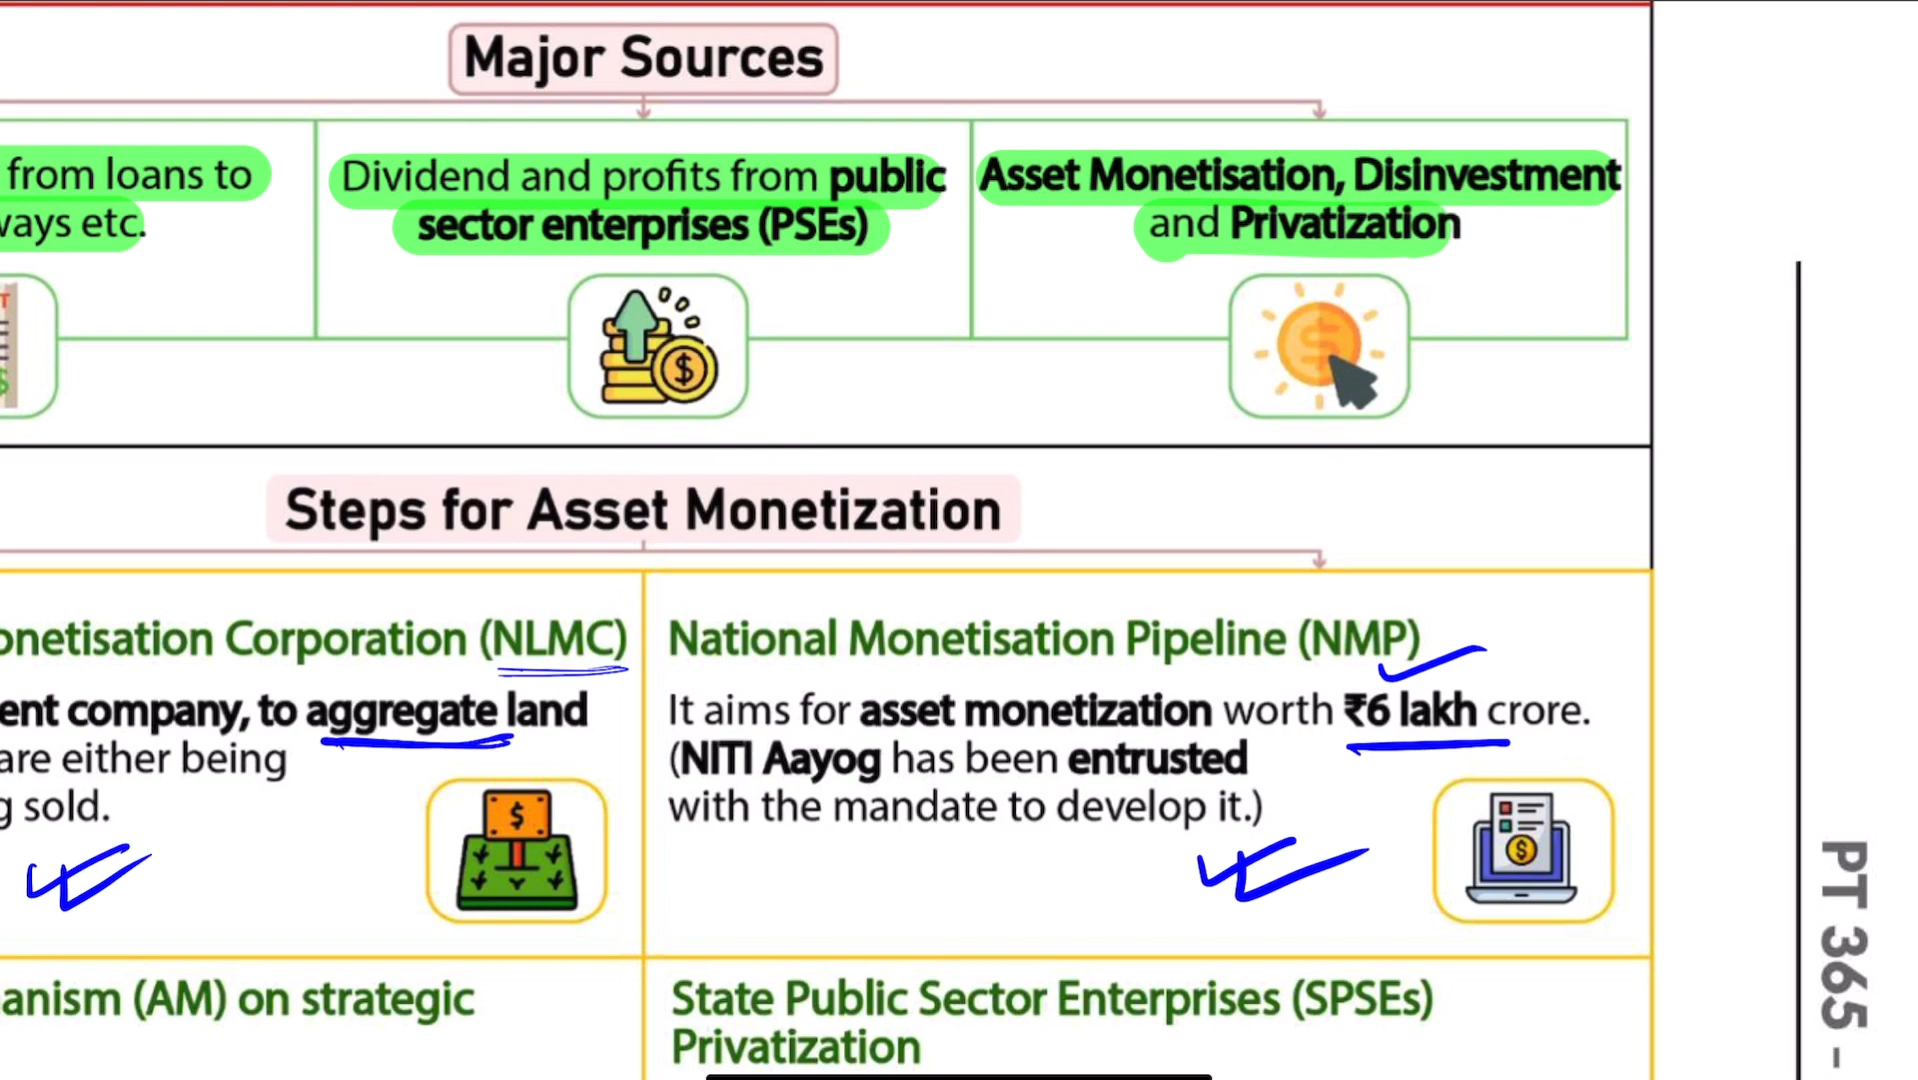 Major Sources
from loans to
ways etc.
Dividend and profits from public
sector enterprises (PSEs)
Asset Monetisation, Disinvestment
and Privatization
T
$
$
$
Steps for Asset Monetization
onetisation Corporation (NLMC)
ent company, to aggregate land
are either being
g sold.
$
National Monetisation Pipeline (NMP)
It aims for asset monetization worth ₹6 lakh crore.
(NITI Aayog has been entrusted
with the mandate to develop it.)
$
anism (AM) on strategic
State Public Sector Enterprises (SPSEs)
Privatization
PT 365 -